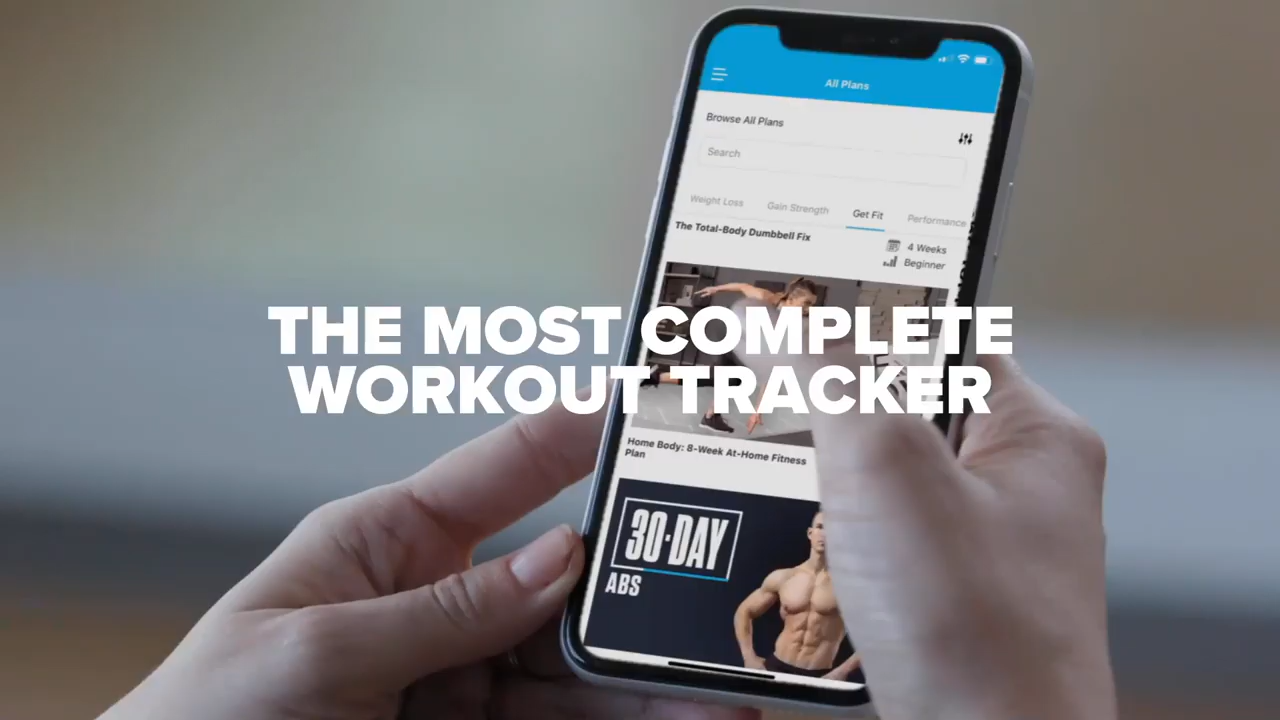 All Plans
Browse All Plans
Search
Weight Loss Gain Strength Get Fit Performance
The Total-Body Dumbbell Fix
4 Weeks
Beginner
THE MOST COMPLETE
WORKOUT TRACKER
Home Body: 8-Week At-Home Fitness
Plan
30·DAY
ABS